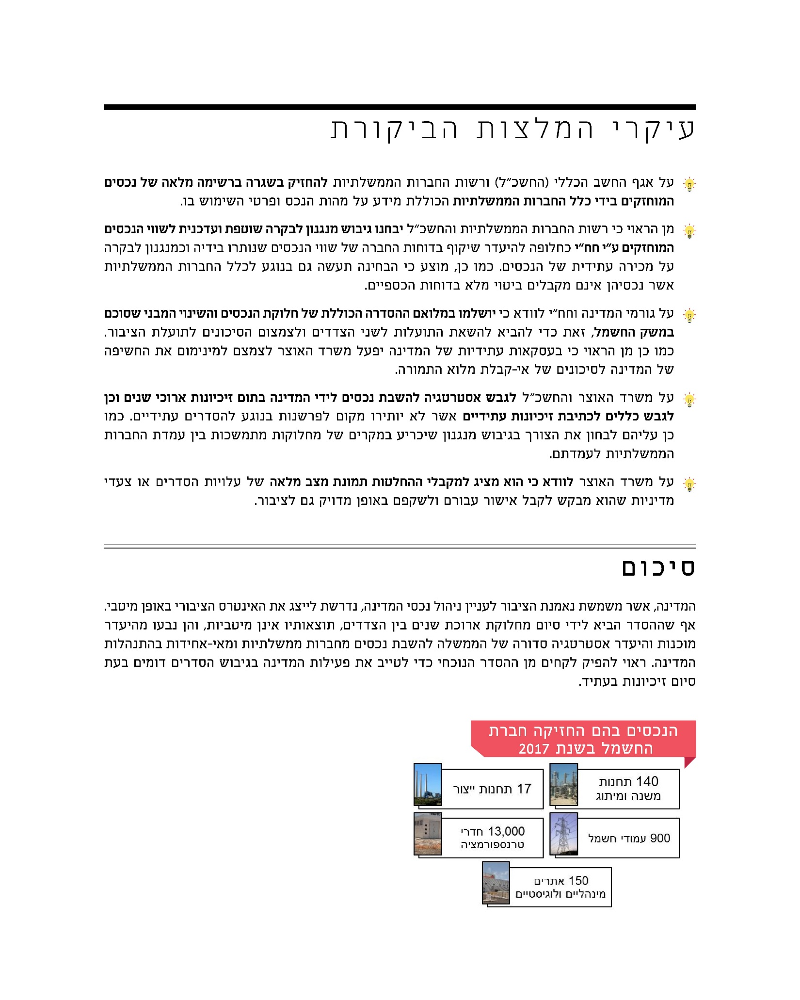 עיקרי המלצות הביקורת
על אגף החשב הכללי (החשכ"ל) ורשות החברות הממשלתיות להחזיק בשגרה ברשימה מלאה של נכסים
המוחזקים בידי כלל החברות הממשלתיות הכוללת מידע על מהות הנכס ופרטי השימוש בו.
מן הראוי כי רשות החברות הממשלתיות והחשכ"ל יבחנו גיבוש מנגנון לבקרה שוטפת ועדכנית לשווי הנכסים
המוחזקים ע"י חח"י כחלופה להיעדר שיקוף בדוחות החברה של שווי הנכסים שנותרו בידיה וכמנגנון לבקרה
על מכירה עתידית של הנכסים. כמו כן, מוצע כי הבחינה תעשה גם בנוגע לכלל החברות הממשלתיות
אשר נכסיהן אינם מקבלים ביטוי מלא בדוחות הכספיים.
על גורמי המדינה וחח"י לוודא כי יושלמו במלואם ההסדרה הכוללת של חלוקת הנכסים והשינוי המבני שסוכם
במשק החשמל, זאת כדי להביא להשאת התועלות לשני הצדדים ולצמצום הסיכונים לתועלת הציבור.
כמו כן מן הראוי כי בעסקאות עתידיות של המדינה יפעל משרד האוצר לצמצם למינימום את החשיפה
של המדינה לסיכונים של אי-קבלת מלוא התמורה.
על משרד האוצר והחשכ"ל לגבש אסטרטגיה להשבת נכסים לידי המדינה בתום זיכיונות ארוכי שנים וכן
לגבש כללים לכתיבת זיכיונות עתידיים אשר לא יותירו מקום לפרשנות בנוגע להסדרים עתידיים. כמו
כן עליהם לבחון את הצורך בגיבוש מנגנון שיכריע במקרים של מחלוקות מתמשכות בין עמדת החברות
הממשלתיות לעמדתם.
על משרד האוצר לוודא כי הוא מציג למקבלי ההחלטות תמונת מצב מלאה של עלויות הסדרים או צעדי
מדיניות שהוא מבקש לקבל אישור עבורם ולשקפם באופן מדויק גם לציבור.
סיכום
המדינה, אשר משמשת נאמנת הציבור לעניין ניהול נכסי המדינה, נדרשת לייצג את האינטרס הציבורי באופן מיטבי.
אף שההסדר הביא לידי סיום מחלוקת ארוכת שנים בין הצדדים, תוצאותיו אינן מיטביות, והן נבעו מהיעדר
מוכנות והיעדר אסטרטגיה סדורה של הממשלה להשבת נכסים מחברות ממשלתיות ומאי-אחידות בהתנהלות
המדינה. ראוי להפיק לקחים מן ההסדר הנוכחי כדי לטייב את פעילות המדינה בגיבוש הסדרים דומים בעת
סיום זיכיונות בעתיד.
הנכסים בהם החזיקה חברת
החשמל בשנת 2017
140 תחנות
משנה ומיתוג
17 תחנות ייצור
900 עמודי חשמל
13,000 חדרי
טרנספורמציה
150 אתרים
מינהליים ולוגיסטיים